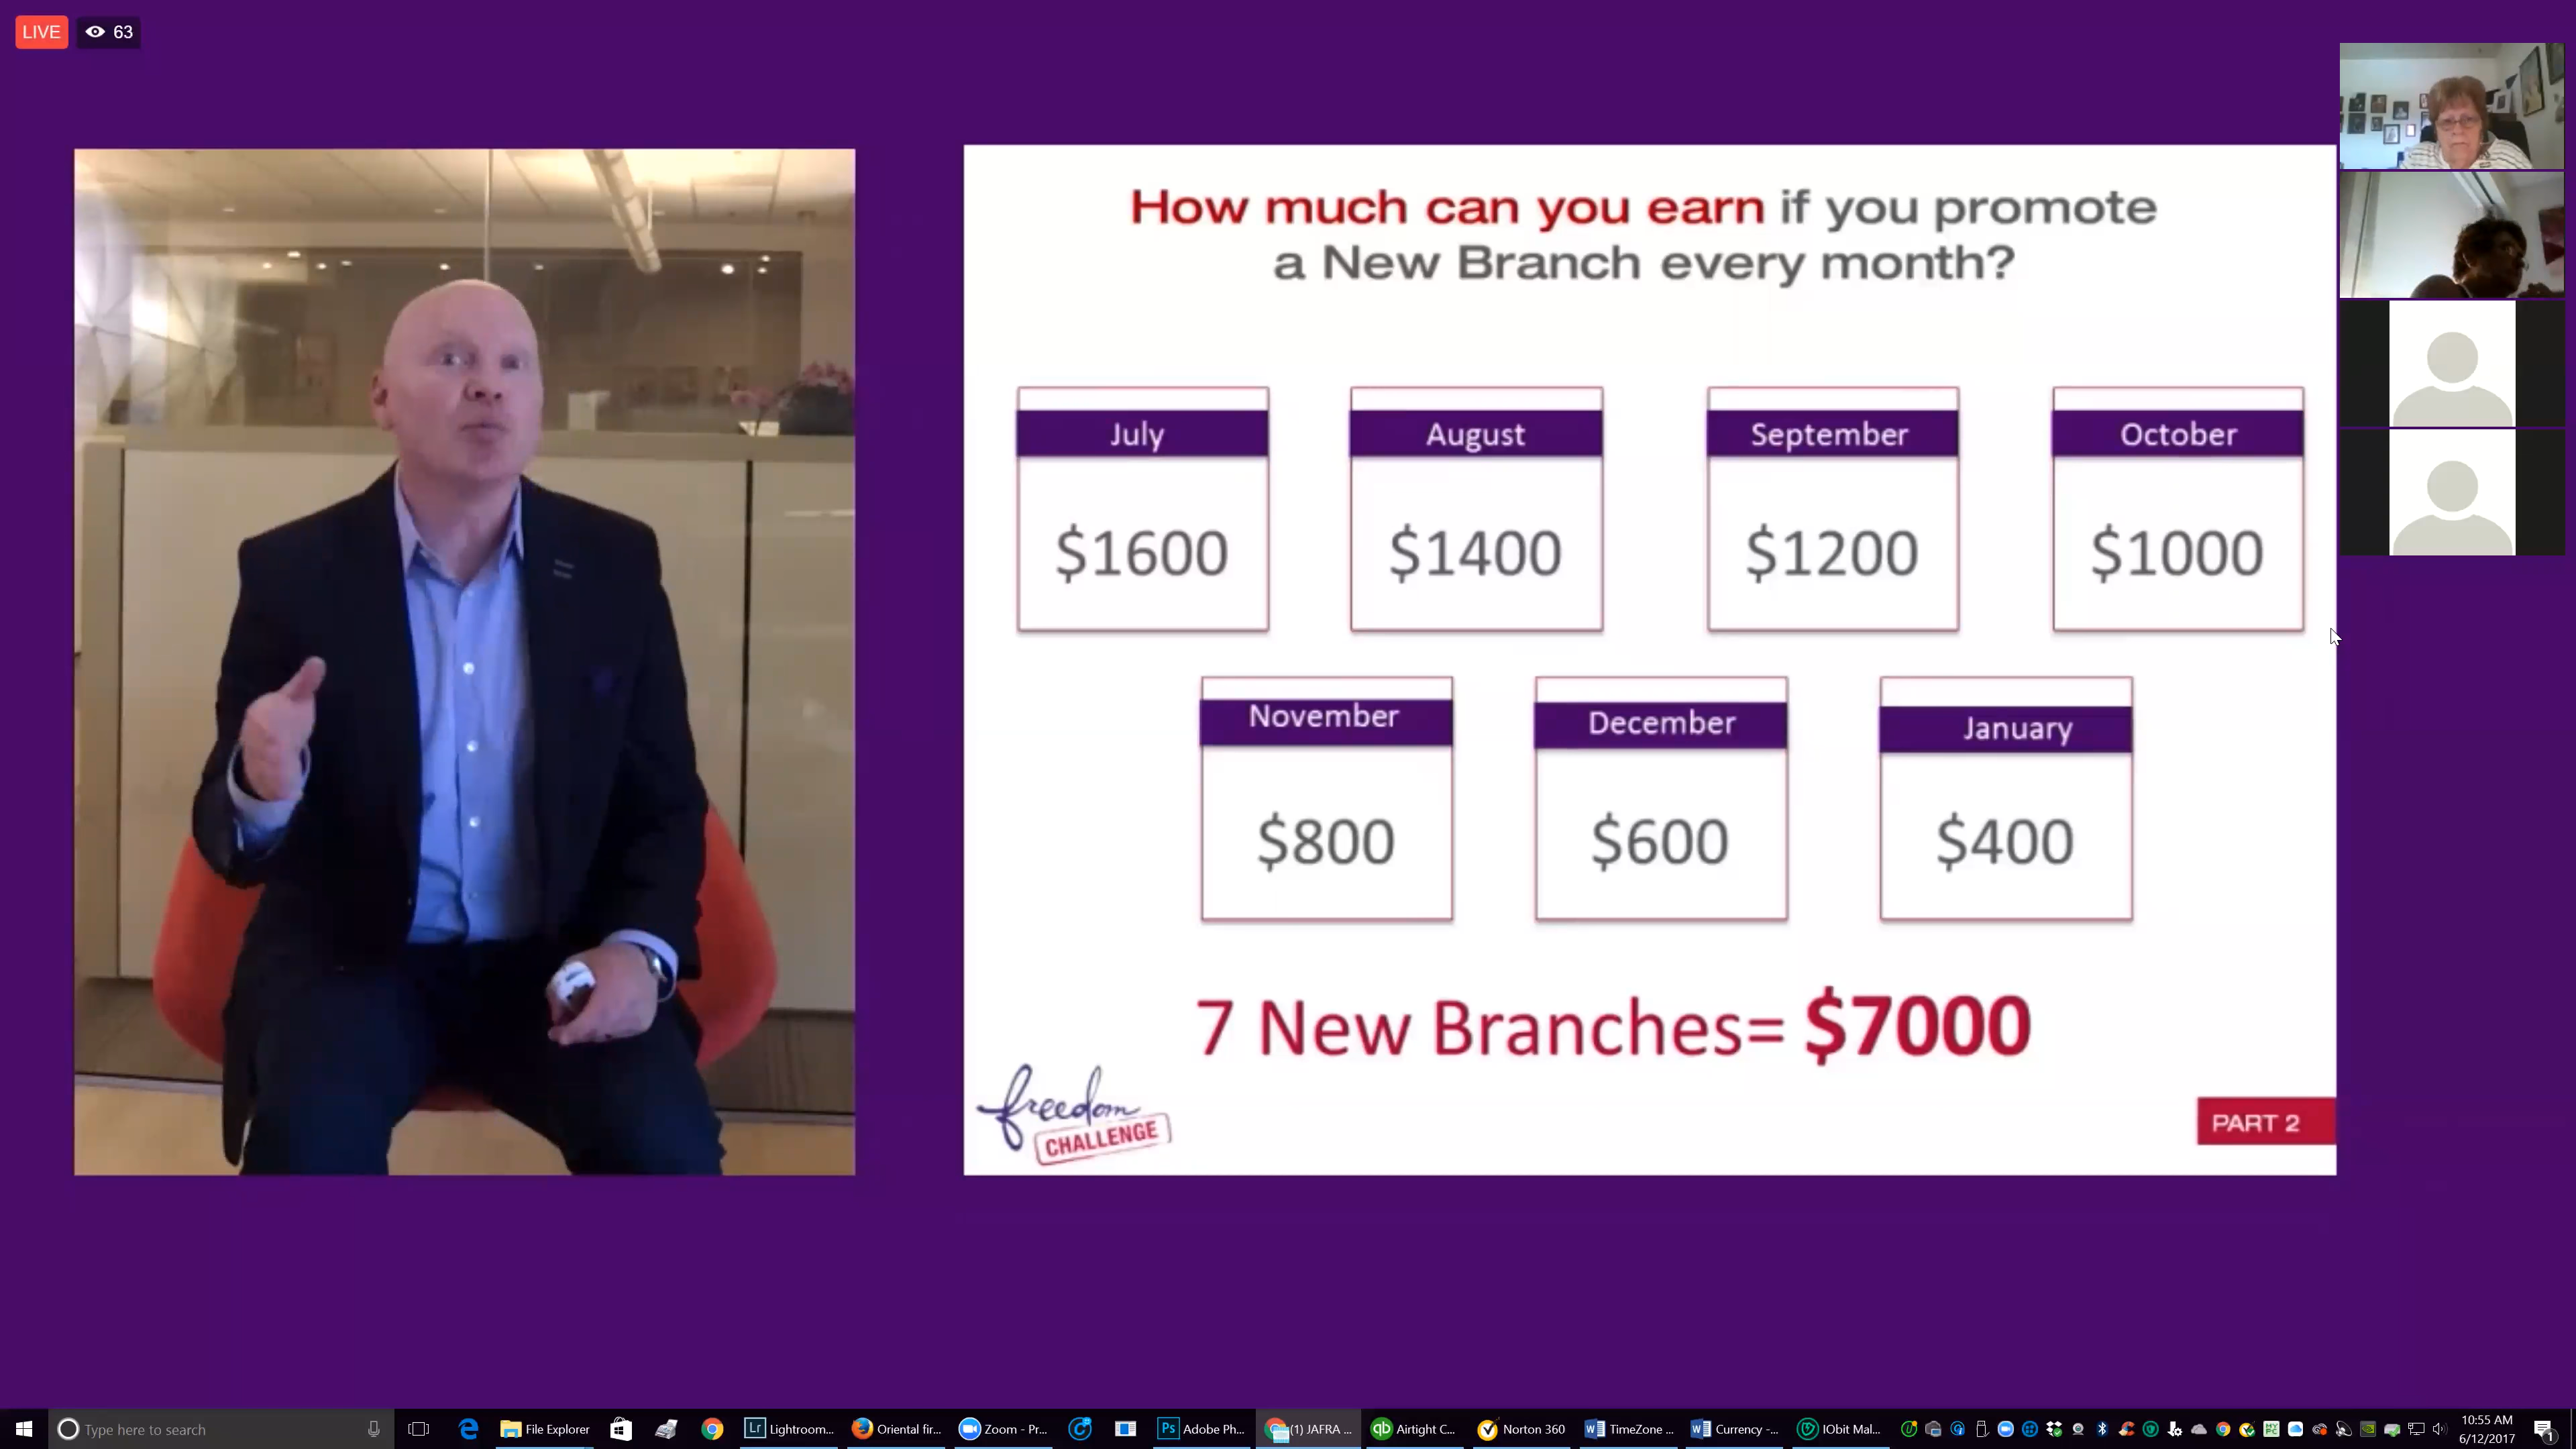 LIVE
63
How much can you earn if you promote
a New Branch every month?
July
August
September
October
$1600
$1400
$1200
$1000
November
December
January
$800
$600
$400
7 New Branches= $7000
freedom
CHALLENGE
PART 2
Type here to search
File Explorer
Lr
Lightroom...
Oriental fir...
Zoom - Pr...
Ps
Adobe Ph...
(1) JAFRA ...
qb
Airtight C...
Norton 360
TimeZone ...
Currency -...
IObit Mal...
10:55 AM
6/12/2017